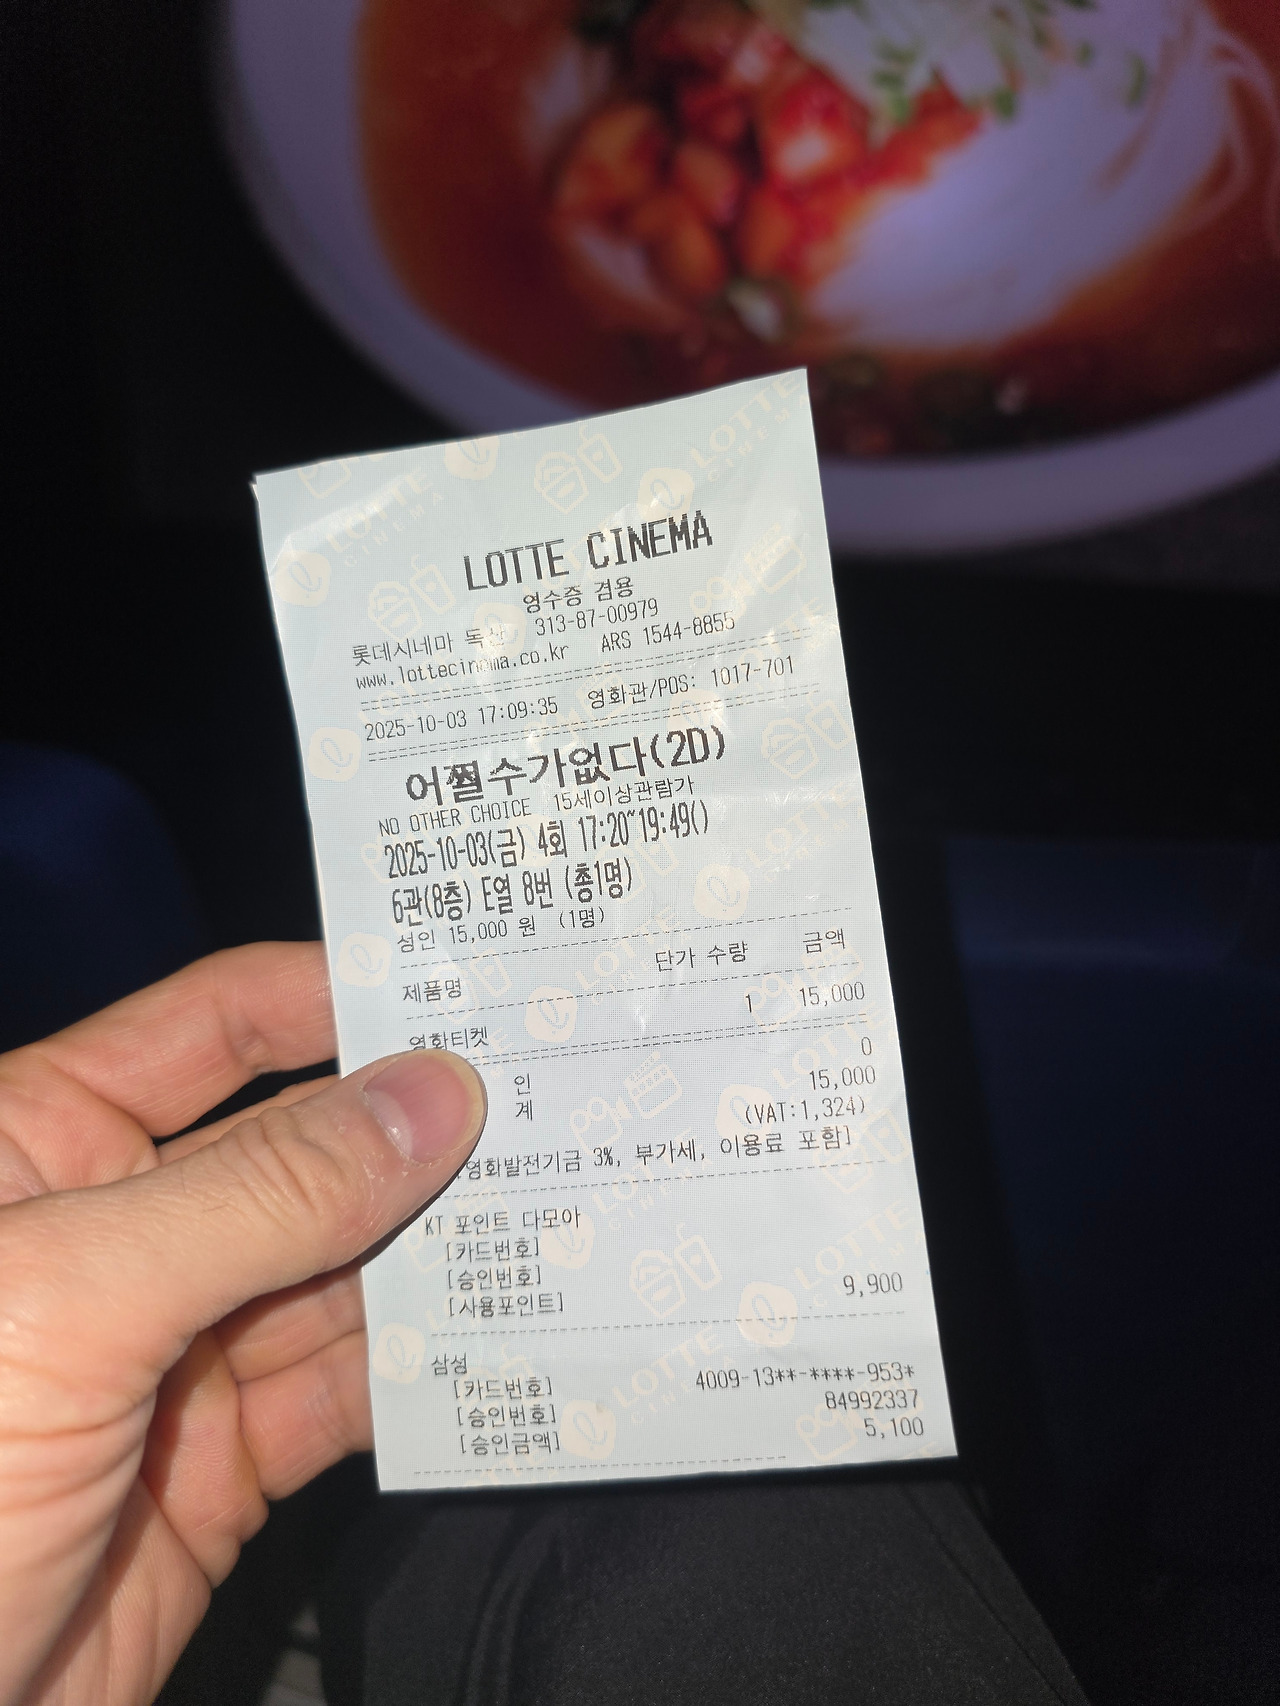 LOTTE CINEMA
영수증 겸용
롯데시네마 독산 313-87-00979
www.lottecinema.co.kr ARS 1544-8855
2025-10-03 17:09:35 영화관/POS: 1017-701
어쩔수가없다(2D)
NO OTHER CHOICE 15세이상관람가
2025-10-03(금) 4회 17:20~19:49()
6관(8층) E열 8번 (총1명)
성인 15,000 원 (1명)
제품명 단가 수량 금액
영화티켓 1 15,000
인 0
계 15,000
(VAT:1,324)
영화발전기금 3%, 부가세, 이용료 포함]
KT 포인트 다모아
[카드번호]
[승인번호]
[사용포인트] 9,900
삼성
[카드번호] 4009-13**-****-953*
[승인번호] 84992337
[승인금액] 5,100